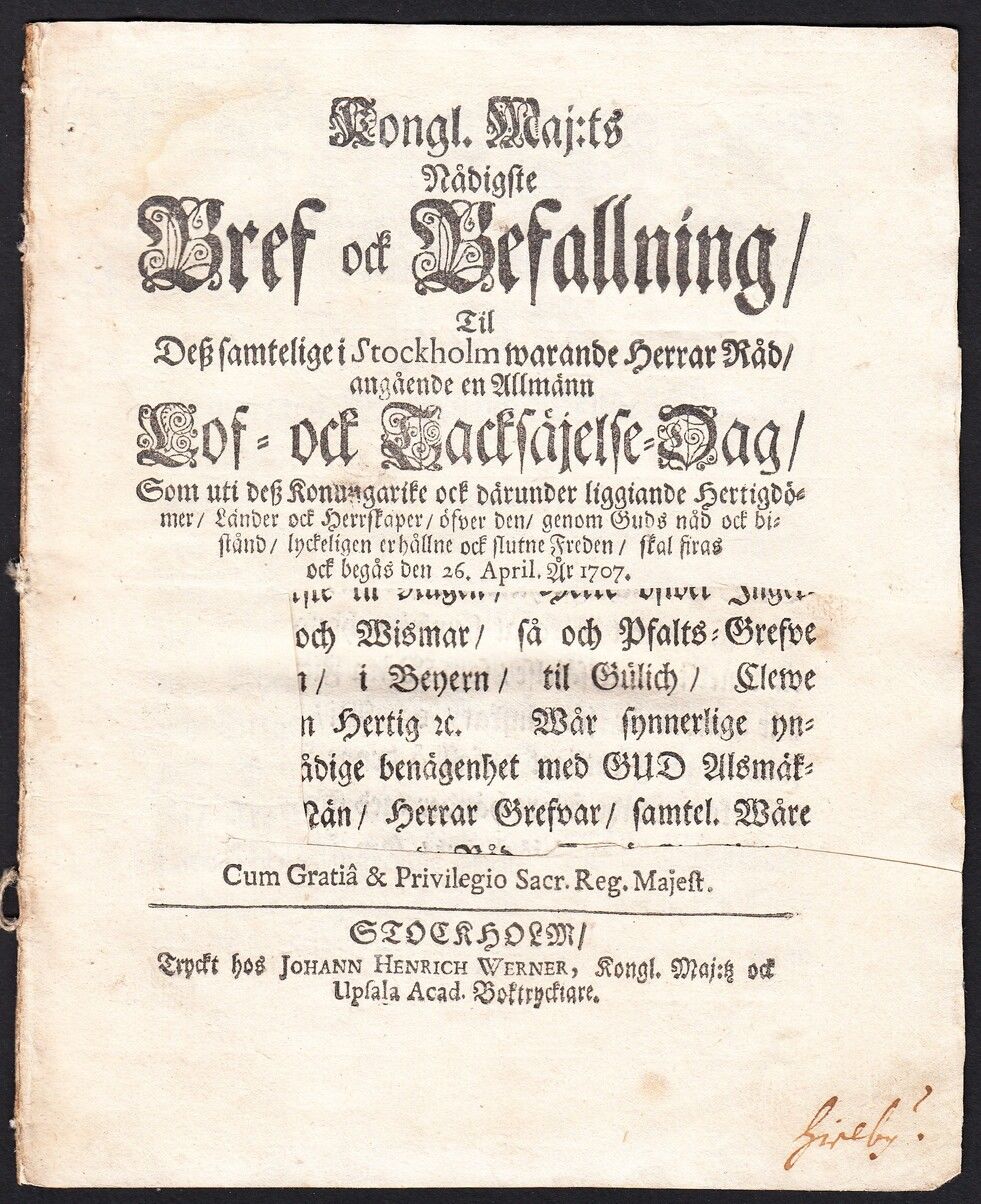 Kongl. Maj:ts
Nådigste
Bref ock Befallning/
Til
Deß samtelige i Stockholm warande Herrar Råd/
angående en Allmänn
Lof- ock Tacksäjelse-Dag/
Som uti deß Konungarike ock därunder liggiande Hertigdö-
mer/ Länder ock Herrskaper/ öfver den/ genom Guds nåd ock bi-
stånd/ lyckeligen erhållne ock slutne Freden/ skal firas
ock begås den 26. April. År 1707.
och Wismar/ så och Pfalts-Grefve
n/ i Beyern/ til Gülich/ Clewe
n Hertig ꝛc. Wår synnerlige yn-
ådige benägenhet med GUD Alsmäk-
Män/ Herrar Grefvar/ samtel. Wåre
Cum Gratiâ & Privilegio Sacr. Reg. Majest.
STOCKHOLM/
Tryckt hos JOHANN HENRICH WERNER, Kongl. Maj:tz ock
Upsala Acad. Boktryckiare.